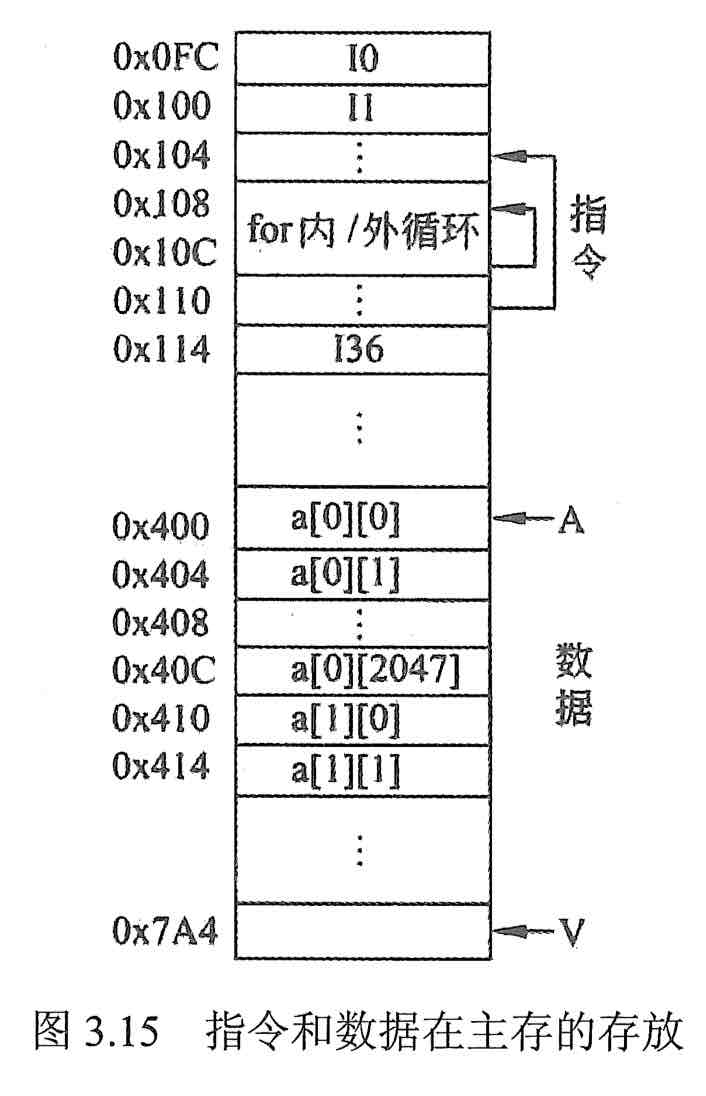 0x0FC I0
0x100 I1
0x104 ⋮
0x108
for内/外循环
0x10C
指令
0x110 ⋮
0x114 I36
⋮
0x400 a[0][0] A
0x404 a[0][1]
0x408 ⋮
0x40C a[0][2047]
数据
0x410 a[1][0]
0x414 a[1][1]
⋮
0x7A4 V
图 3.15 指令和数据在主存的存放